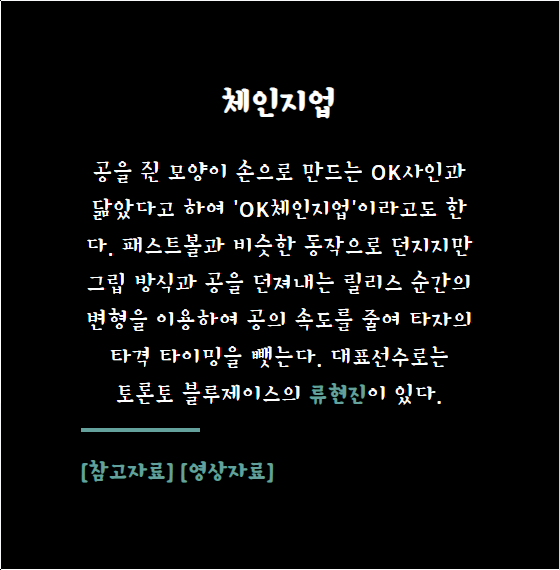 체인지업
공을 쥔 모양이 손으로 만드는 OK사인과
닮았다고 하여 'OK체인지업'이라고도 한
다. 패스트볼과 비슷한 동작으로 던지지만
그립 방식과 공을 던져내는 릴리스 순간의
변형을 이용하여 공의 속도를 줄여 타자의
타격 타이밍을 뺏는다. 대표선수로는
토론토 블루제이스의 류현진이 있다.
[참고자료] [영상자료]